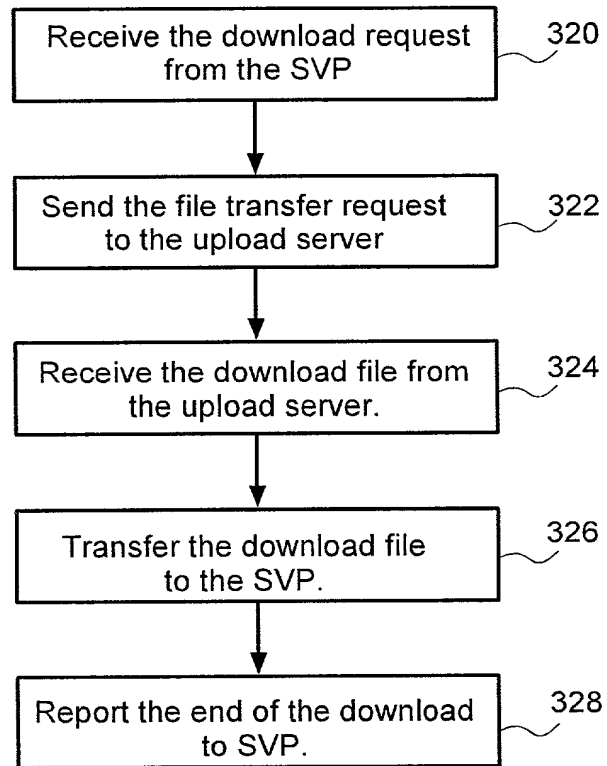 Receive the download request
from the SVP
320
Send the file transfer request
to the upload server
322
Receive the download file from
the upload server.
324
Transfer the download file
to the SVP.
326
Report the end of the download
to SVP.
328